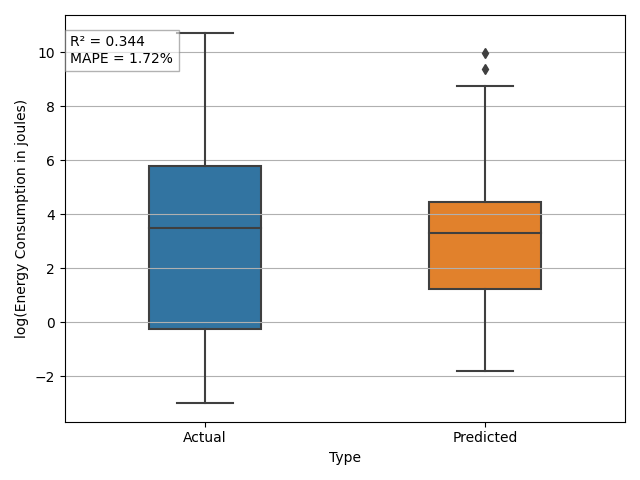 R² = 0.344
MAPE = 1.72%
10
8
6
4
2
0
−2
log(Energy Consumption in joules)
Actual
Predicted
Type